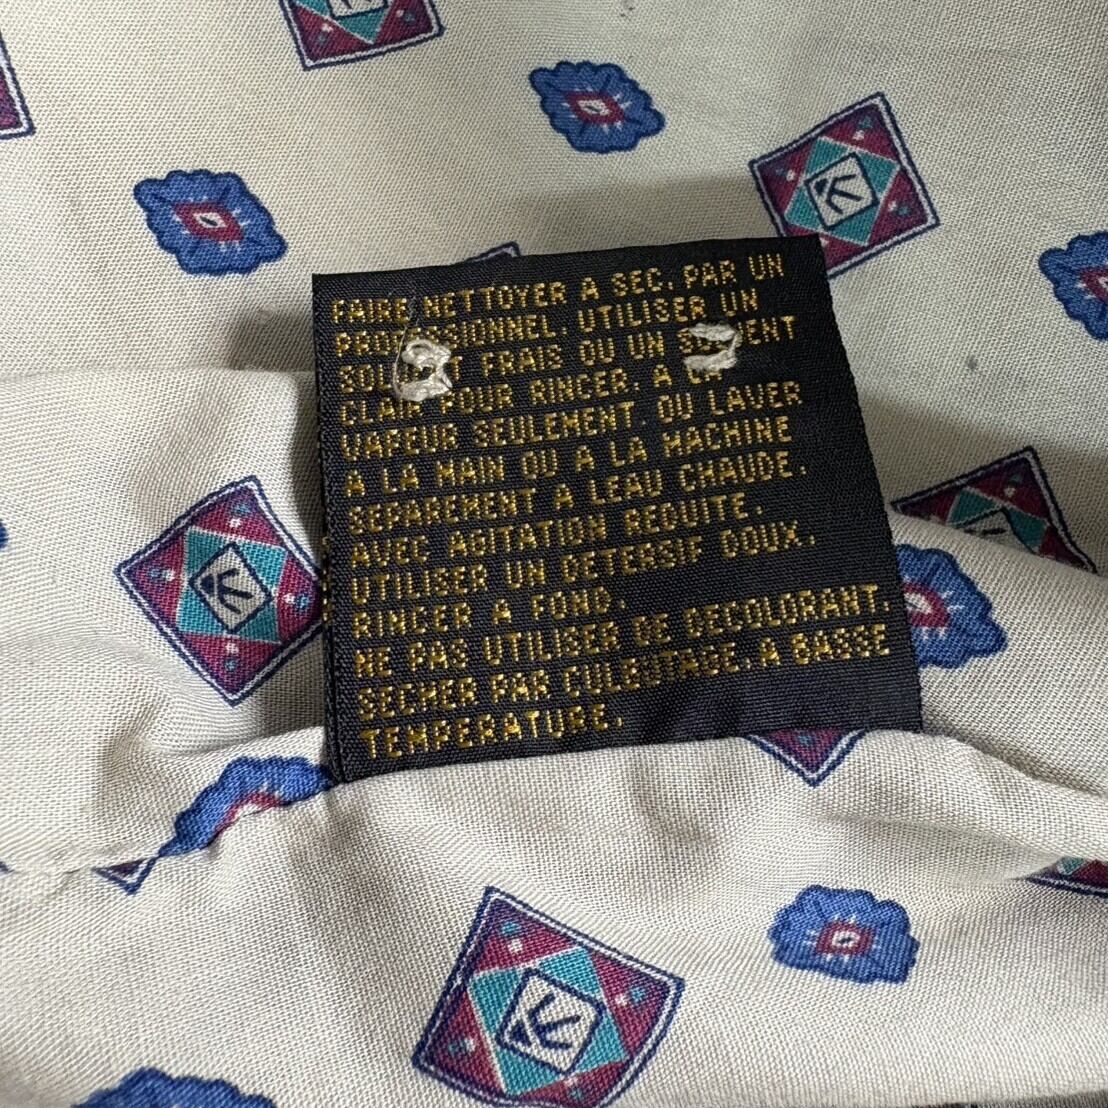 FAIRE NETTOYER A SEC. PAR UN
PROFESSIONNEL. UTILISER UN
SOLVANT FRAIS OU UN SOLVENT
CLAIR POUR RINCER. A LA
VAPEUR SEULEMENT. OU LAVER
A LA MAIN OU A LA MACHINE
SEPAREMENT A LEAU CHAUDE.
AVEC AGITATION REDUITE.
UTILISER UN DETERSIF DOUX.
RINCER A FOND.
NE PAS UTILISER DE DECOLORANT.
SECHER PAR CULBUTAGE. A BASSE
TEMPERATURE.
K
K
K